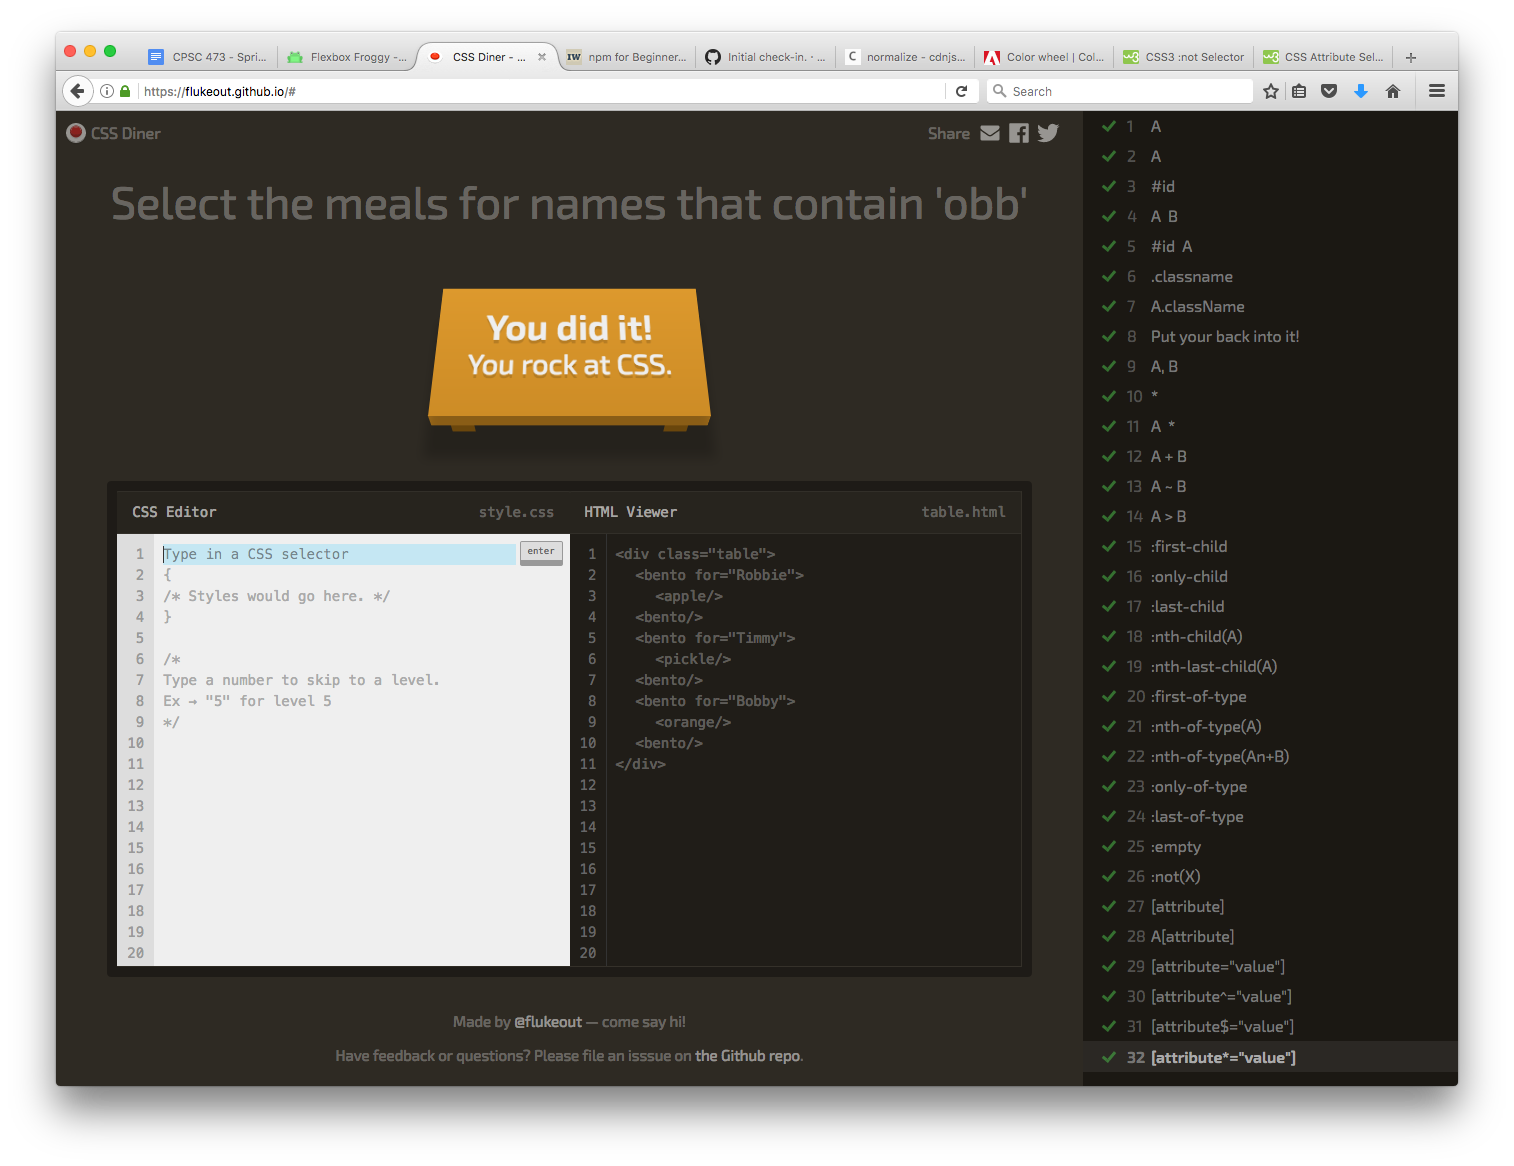 CPSC 473 - Spri...
Flexbox Froggy -...
CSS Diner - ...
IW npm for Beginner...
Initial check-in. · ...
C normalize - cdnjs...
Color wheel | Col...
w3 CSS3 :not Selector
w3 CSS Attribute Sel...
https://flukeout.github.io/#
Search
CSS Diner
Share
Select the meals for names that contain 'obb'
You did it!
You rock at CSS.
CSS Editor style.css
1 Type in a CSS selector enter
2 {
3 /* Styles would go here. */
4 }
5
6 /*
7 Type a number to skip to a level.
8 Ex → "5" for level 5
9 */
10
11
12
13
14
15
16
17
18
19
20
HTML Viewer table.html
1 <div class="table">
2 <bento for="Robbie">
3 <apple/>
4 <bento/>
5 <bento for="Timmy">
6 <pickle/>
7 <bento/>
8 <bento for="Bobby">
9 <orange/>
10 <bento/>
11 </div>
12
13
14
15
16
17
18
19
20
Made by @flukeout — come say hi!
Have feedback or questions? Please file an isssue on the Github repo.
1 A
2 A
3 #id
4 A B
5 #id A
6 .classname
7 A.className
8 Put your back into it!
9 A, B
10 *
11 A *
12 A + B
13 A ~ B
14 A > B
15 :first-child
16 :only-child
17 :last-child
18 :nth-child(A)
19 :nth-last-child(A)
20 :first-of-type
21 :nth-of-type(A)
22 :nth-of-type(An+B)
23 :only-of-type
24 :last-of-type
25 :empty
26 :not(X)
27 [attribute]
28 A[attribute]
29 [attribute="value"]
30 [attribute^="value"]
31 [attribute$="value"]
32 [attribute*="value"]